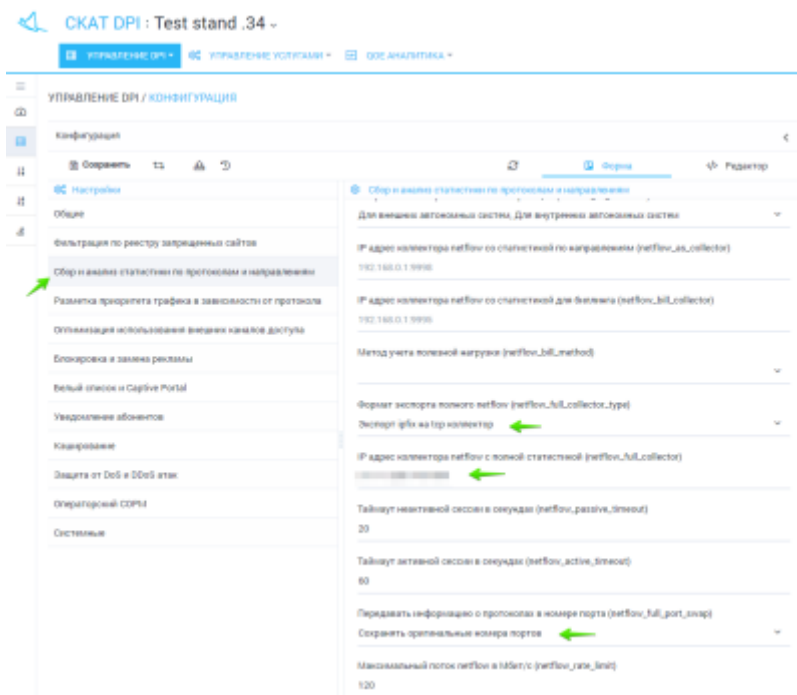 СКАТ DPI : Test stand .34
УПРАВЛЕНИЕ DPI
УПРАВЛЕНИЕ УСЛУГАМИ
QOE АНАЛИТИКА
УПРАВЛЕНИЕ DPI / КОНФИГУРАЦИЯ
Конфигурация
Сохранить
Форма
Редактор
Настройки
Общие
Фильтрация по реестру запрещенных сайтов
Сбор и анализ статистики по протоколам и направлениям
Разметка приоритета трафика в зависимости от протокола
Оптимизация использования внешних каналов доступа
Блокировка и замена рекламы
Белый список и Captive Portal
Уведомление абонентов
Кэширование
Защита от DoS и DDoS атак
Операторский СОРМ
Системные
Сбор и анализ статистики по протоколам и направлениям
Для внешних автономных систем, Для внутренних автономных систем
IP адрес коллектора netflow со статистикой по направлениям (netflow_as_collector)
192.168.0.1:9998
IP адрес коллектора netflow со статистикой для биллинга (netflow_bill_collector)
192.168.0.1:9995
Метод учета полезной нагрузки (netflow_bill_method)
Формат экспорта полного netflow (netflow_full_collector_type)
Экспорт ipfix на tcp коллектор
IP адрес коллектора netflow с полной статистикой (netflow_full_collector)
Таймаут неактивной сессии в секундах (netflow_passive_timeout)
20
Таймаут активной сессии в секундах (netflow_active_timeout)
60
Передавать информацию о протоколах в номере порта (netflow_full_port_swap)
Сохранять оригинальные номера портов
Максимальный поток netflow в Мбит/с (netflow_rate_limit)
120